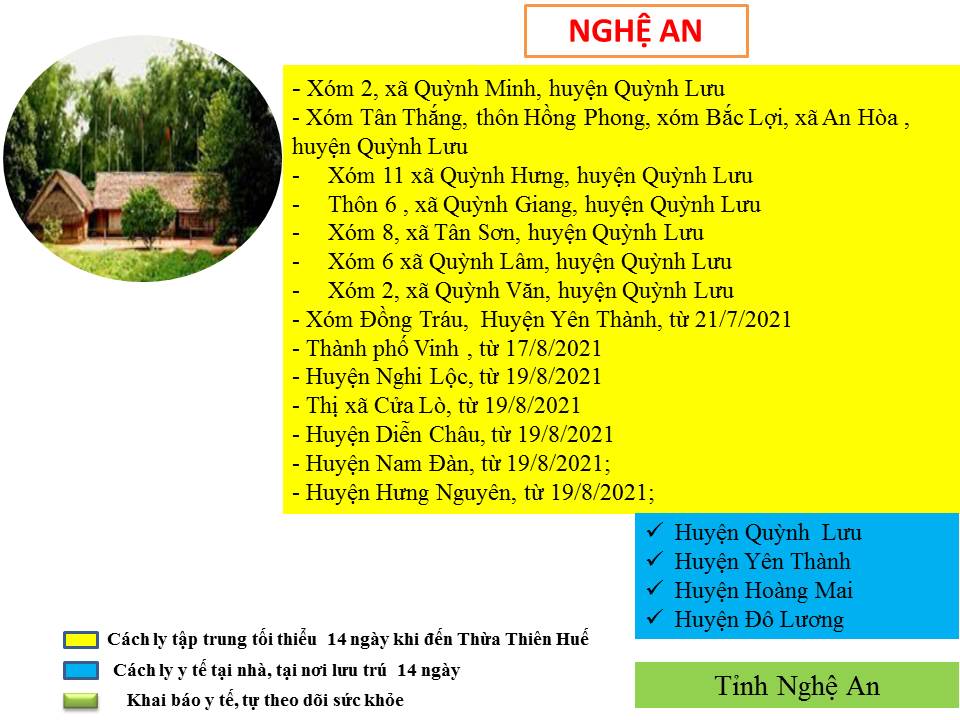 NGHỆ AN
- Xóm 2, xã Quỳnh Minh, huyện Quỳnh Lưu
- Xóm Tân Thắng, thôn Hồng Phong, xóm Bắc Lợi, xã An Hòa ,
huyện Quỳnh Lưu
- Xóm 11 xã Quỳnh Hưng, huyện Quỳnh Lưu
- Thôn 6 , xã Quỳnh Giang, huyện Quỳnh Lưu
- Xóm 8, xã Tân Sơn, huyện Quỳnh Lưu
- Xóm 6 xã Quỳnh Lâm, huyện Quỳnh Lưu
- Xóm 2, xã Quỳnh Văn, huyện Quỳnh Lưu
- Xóm Đồng Tráu, Huyện Yên Thành, từ 21/7/2021
- Thành phố Vinh , từ 17/8/2021
- Huyện Nghi Lộc, từ 19/8/2021
- Thị xã Cửa Lò, từ 19/8/2021
- Huyện Diễn Châu, từ 19/8/2021
- Huyện Nam Đàn, từ 19/8/2021;
- Huyện Hưng Nguyên, từ 19/8/2021;
✓ Huyện Quỳnh Lưu
✓ Huyện Yên Thành
✓ Huyện Hoàng Mai
✓ Huyện Đô Lương
Cách ly tập trung tối thiểu 14 ngày khi đến Thừa Thiên Huế
Cách ly y tế tại nhà, tại nơi lưu trú 14 ngày
Khai báo y tế, tự theo dõi sức khỏe
Tỉnh Nghệ An